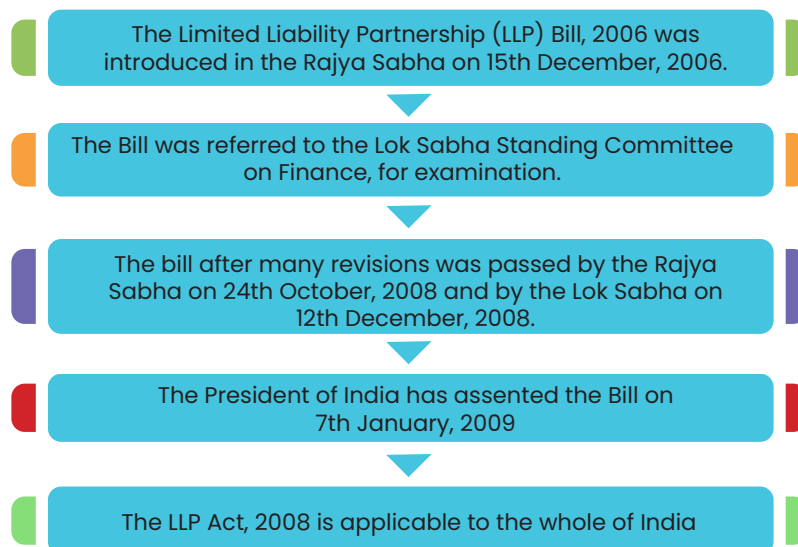 The Limited Liability Partnership (LLP) Bill, 2006 was
introduced in the Rajya Sabha on 15th December, 2006.
The Bill was referred to the Lok Sabha Standing Committee
on Finance, for examination.
The bill after many revisions was passed by the Rajya
Sabha on 24th October, 2008 and by the Lok Sabha on
12th December, 2008.
The President of India has assented the Bill on
7th January, 2009
The LLP Act, 2008 is applicable to the whole of India